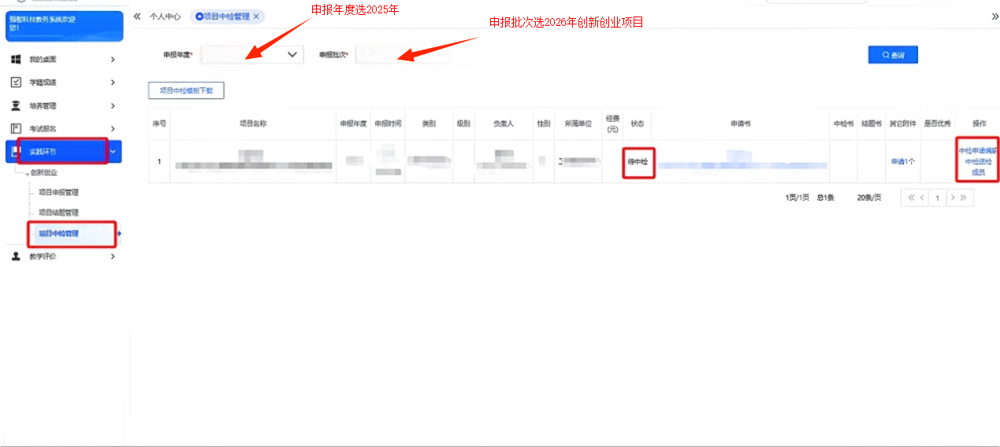 申报年度选2025年
申报批次选2026年创新创业项目
强智科技教务系统欢迎
您!
个人中心
项目中检管理
申报年度*
申报批次*
查询
项目中检模板下载
我的桌面
学籍成绩
培养管理
考试报名
实践环节
创新创业
项目申报管理
项目结题管理
项目中检管理
教学评价
序号 项目名称 申报年度 申报时间 类别 级别 负责人 性别 所属单位 经费(元) 状态 申请书 中检书 结题书 其它附件 是否优秀 操作
1 待中检 申请1个 中检申请编辑
中检送检
成员
1页/1页 总1条 20条/页 1